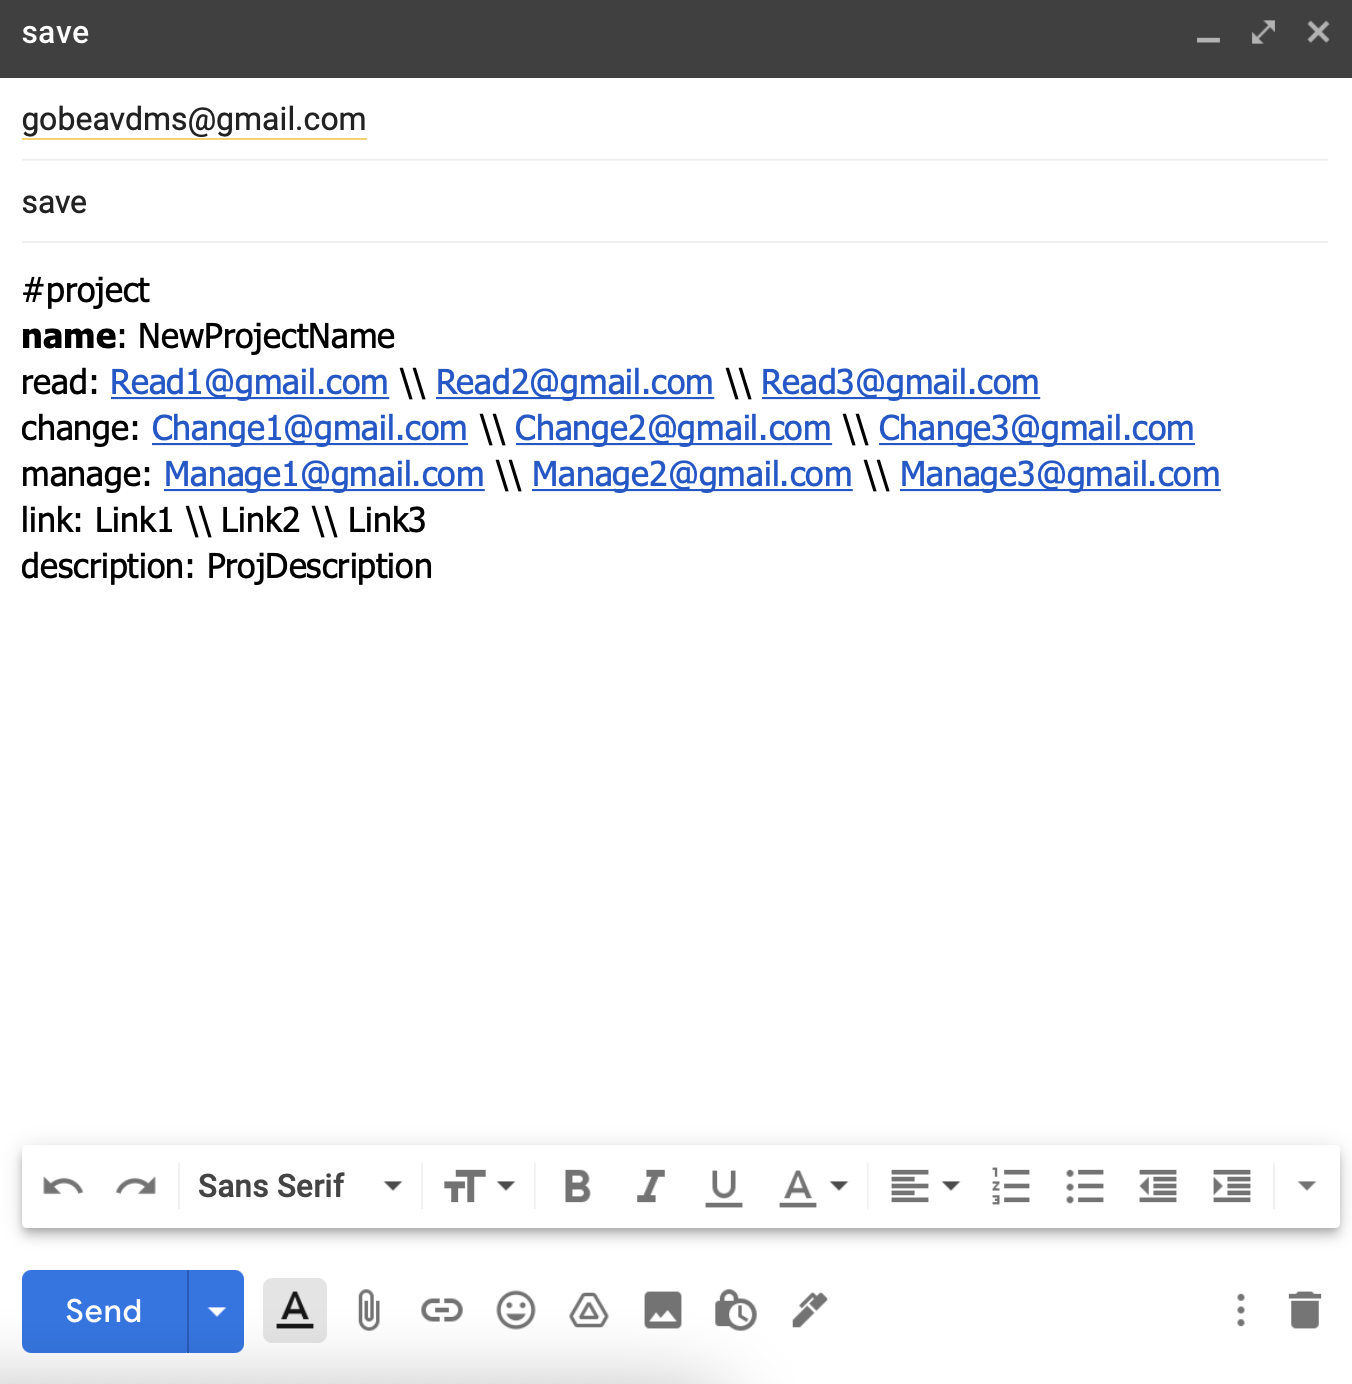 save
gobeavdms@gmail.com
save
#project
name: NewProjectName
read: Read1@gmail.com \\ Read2@gmail.com \\ Read3@gmail.com
change: Change1@gmail.com \\ Change2@gmail.com \\ Change3@gmail.com
manage: Manage1@gmail.com \\ Manage2@gmail.com \\ Manage3@gmail.com
link: Link1 \\ Link2 \\ Link3
description: ProjDescription
Sans Serif
Send